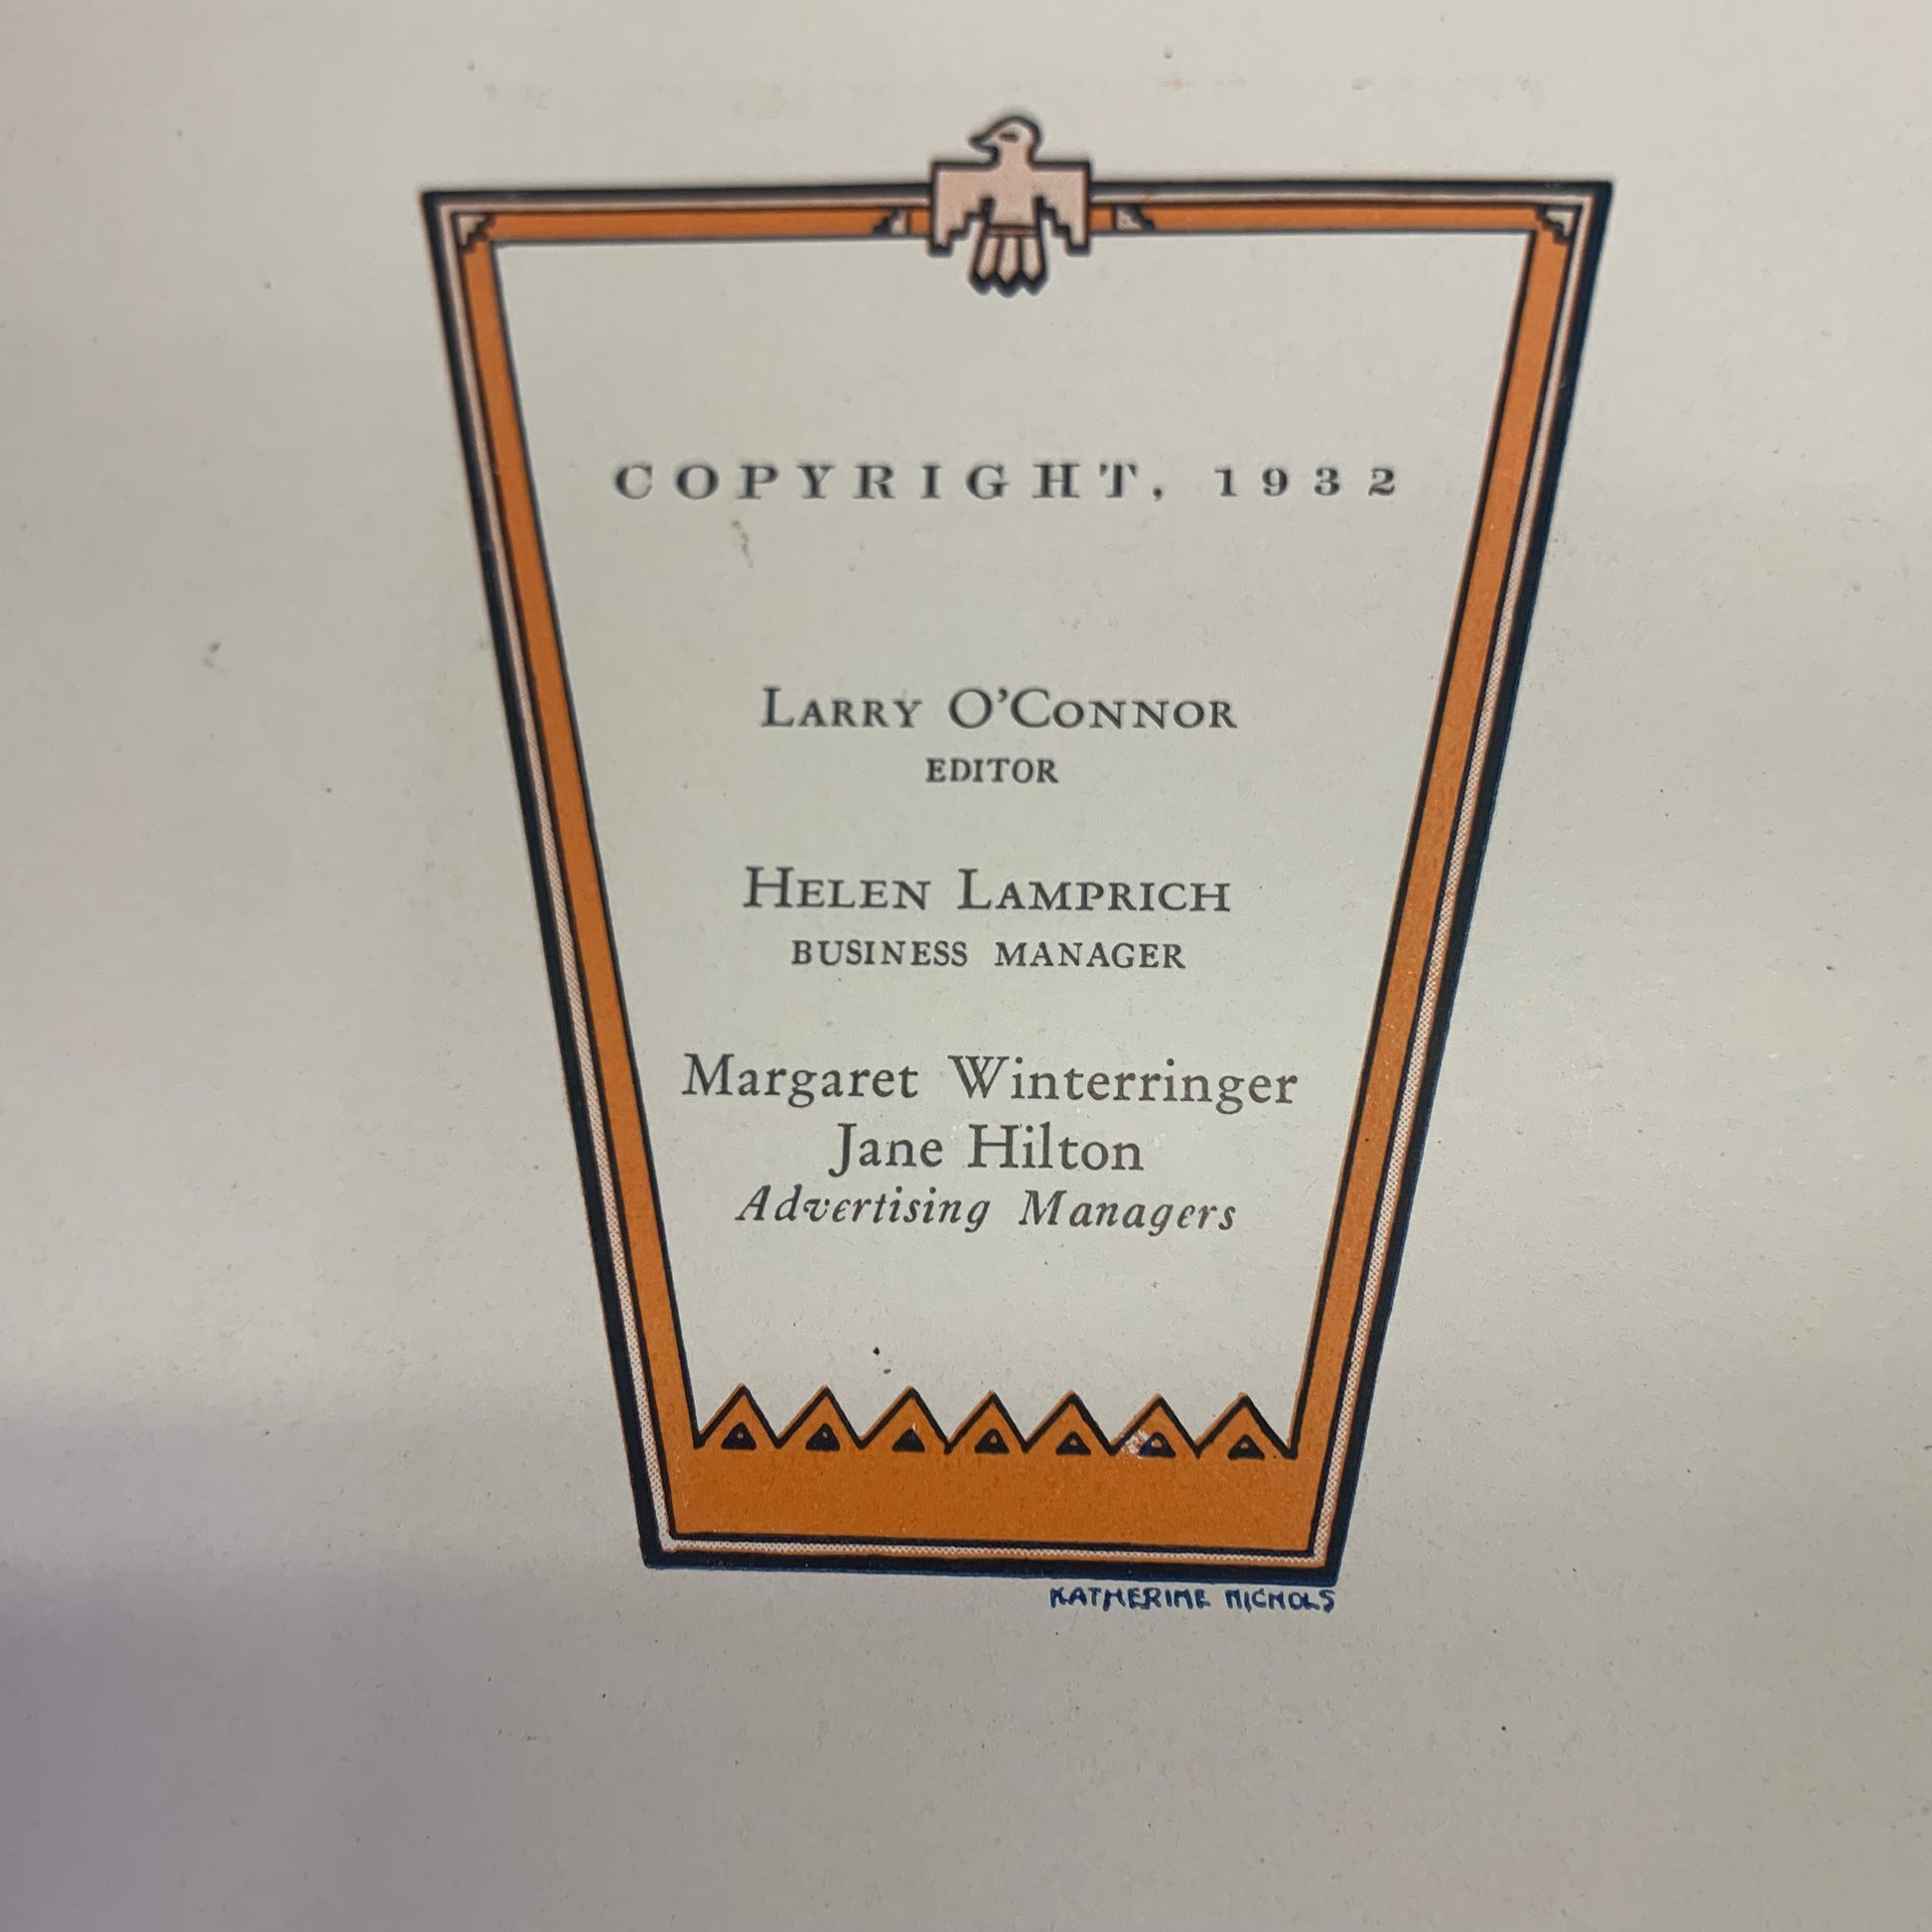 COPYRIGHT, 1932
LARRY O'CONNOR
EDITOR
HELEN LAMPRICH
BUSINESS MANAGER
Margaret Winterringer
Jane Hilton
Advertising Managers
KATHERINE NICHOLS